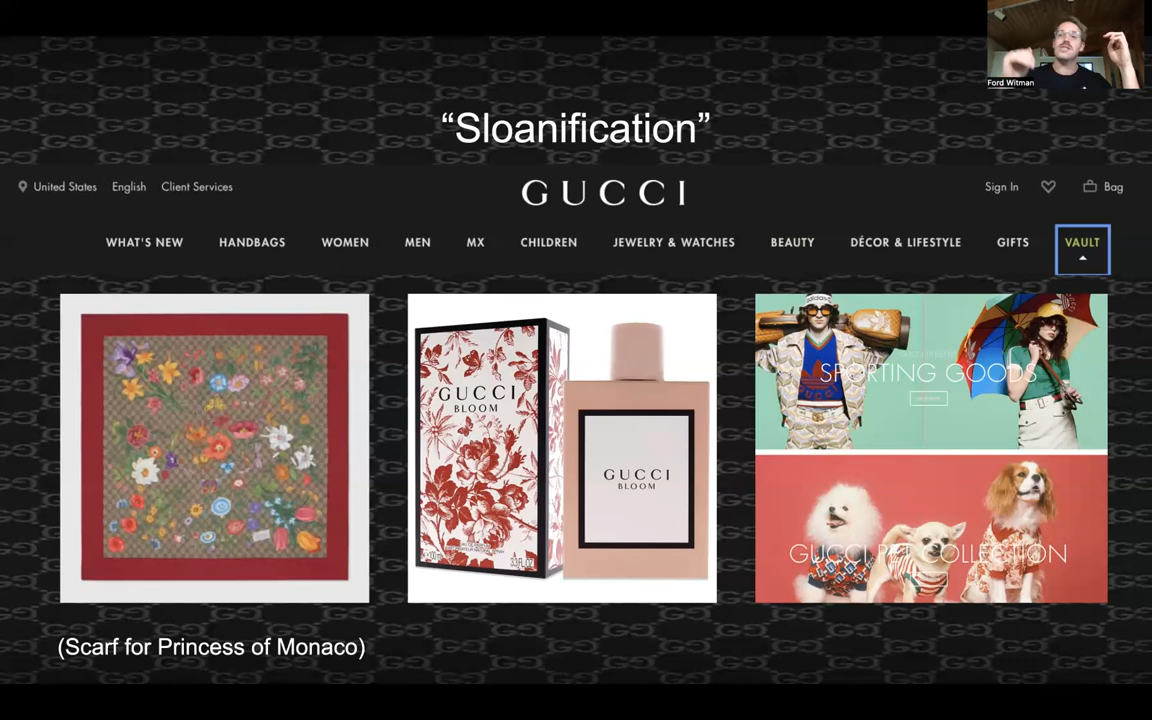 Ford Witman
“Sloanification”
United States English Client Services
GUCCI
Sign In Bag
WHAT'S NEW HANDBAGS WOMEN MEN MX CHILDREN JEWELRY & WATCHES BEAUTY DÉCOR & LIFESTYLE GIFTS VAULT
GUCCI
BLOOM
GUCCI
BLOOM
adidas
GUCCI
SPORTING GOODS
GUCCI PET COLLECTION
(Scarf for Princess of Monaco)